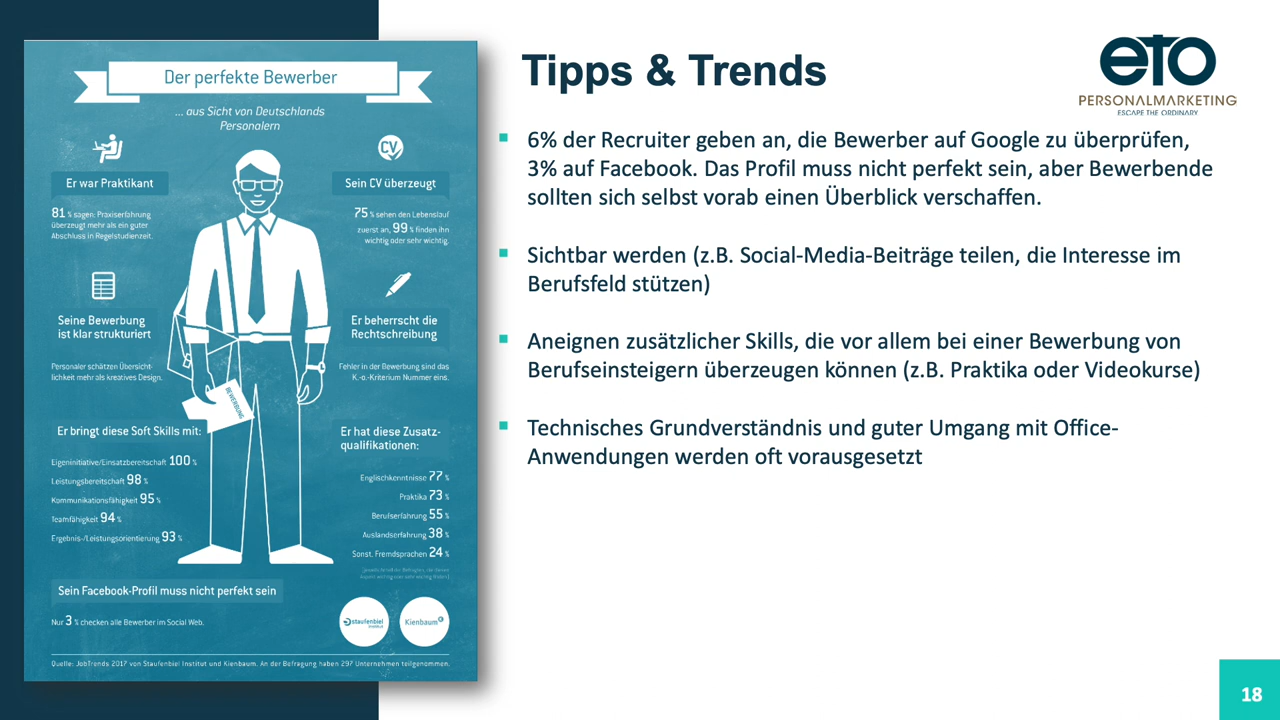 Der perfekte Bewerber
... aus Sicht von Deutschlands
Personalern
Er war Praktikant
81 % sagen: Praxiserfahrung
überzeugt mehr als ein guter
Abschluss in Regelstudienzeit.
CV
Sein CV überzeugt
75 % sehen den Lebenslauf
zuerst an, 99 % finden ihn
wichtig oder sehr wichtig.
Seine Bewerbung
ist klar strukturiert
Personaler schätzen Übersicht-
lichkeit mehr als kreatives Design.
Er beherrscht die
Rechtschreibung
Fehler in der Bewerbung sind das
K.-o.-Kriterium Nummer eins.
BEWERBUNG
Er bringt diese Soft Skills mit:
Eigeninitiative/Einsatzbereitschaft 100 %
Leistungsbereitschaft 98 %
Kommunikationsfähigkeit 95 %
Teamfähigkeit 94 %
Ergebnis-/Leistungsorientierung 93 %
Er hat diese Zusatz-
qualifikationen:
Englischkenntnisse 77 %
Praktika 73 %
Berufserfahrung 55 %
Auslandserfahrung 38 %
Sonst. Fremdsprachen 24 %
Sein Facebook-Profil muss nicht perfekt sein
Nur 3 % checken alle Bewerber im Social Web.
staufenbiel
Institut
Kienbaum
Quelle: JobTrends 2017 von Staufenbiel Institut und Kienbaum. An der Befragung haben 297 Unternehmen teilgenommen.
Tipps & Trends
eto
PERSONALMARKETING
ESCAPE THE ORDINARY
6% der Recruiter geben an, die Bewerber auf Google zu überprüfen,
3% auf Facebook. Das Profil muss nicht perfekt sein, aber Bewerbende
sollten sich selbst vorab einen Überblick verschaffen.
Sichtbar werden (z.B. Social-Media-Beiträge teilen, die Interesse im
Berufsfeld stützen)
Aneignen zusätzlicher Skills, die vor allem bei einer Bewerbung von
Berufseinsteigern überzeugen können (z.B. Praktika oder Videokurse)
Technisches Grundverständnis und guter Umgang mit Office-
Anwendungen werden oft vorausgesetzt
18